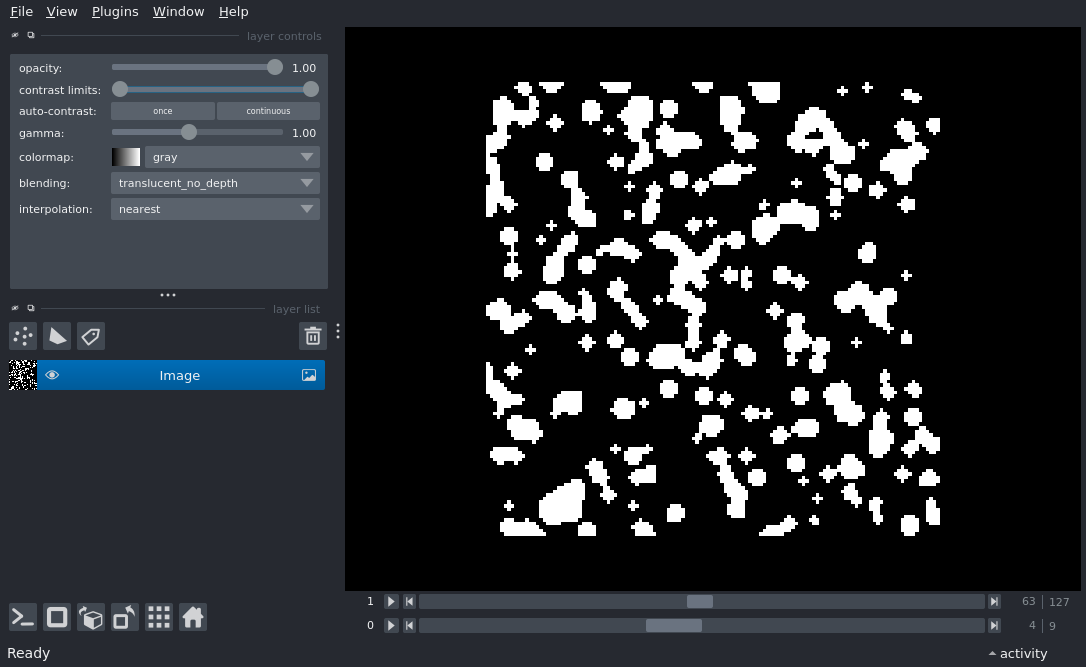 File View Plugins Window Help
layer controls
opacity: 1.00
contrast limits:
auto-contrast: once continuous
gamma: 1.00
colormap: gray
blending: translucent_no_depth
interpolation: nearest
layer list
Image
1 63 127
0 4 9
Ready activity